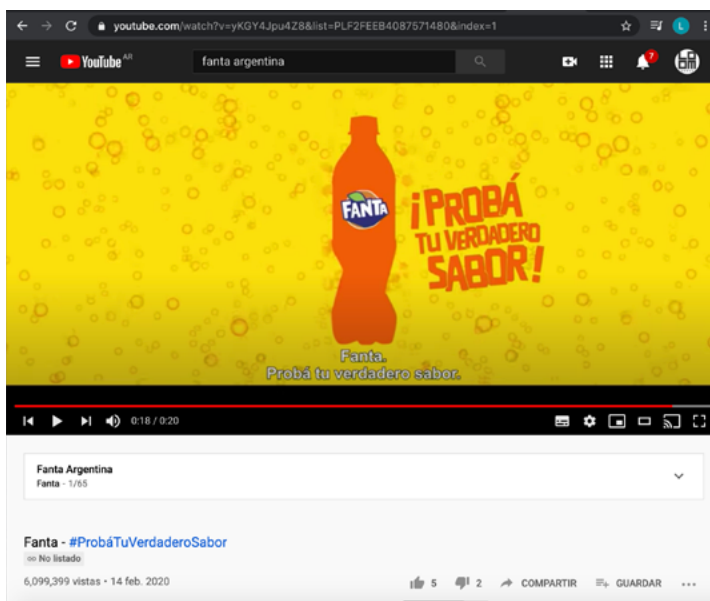 youtube.com/watch?v=yKGY4Jpu4Z8&list=PLF2FEEB4087571480&index=1
L
YouTube AR
fanta argentina
7
FANTA
¡PROBÁ
TU VERDADERO
SABOR!
Fanta.
Probá tu verdadero sabor.
0:18 / 0:20
Fanta Argentina
Fanta - 1/65
Fanta - #ProbáTuVerdaderoSabor
No listado
6,099,399 vistas • 14 feb. 2020
5
2
COMPARTIR
GUARDAR